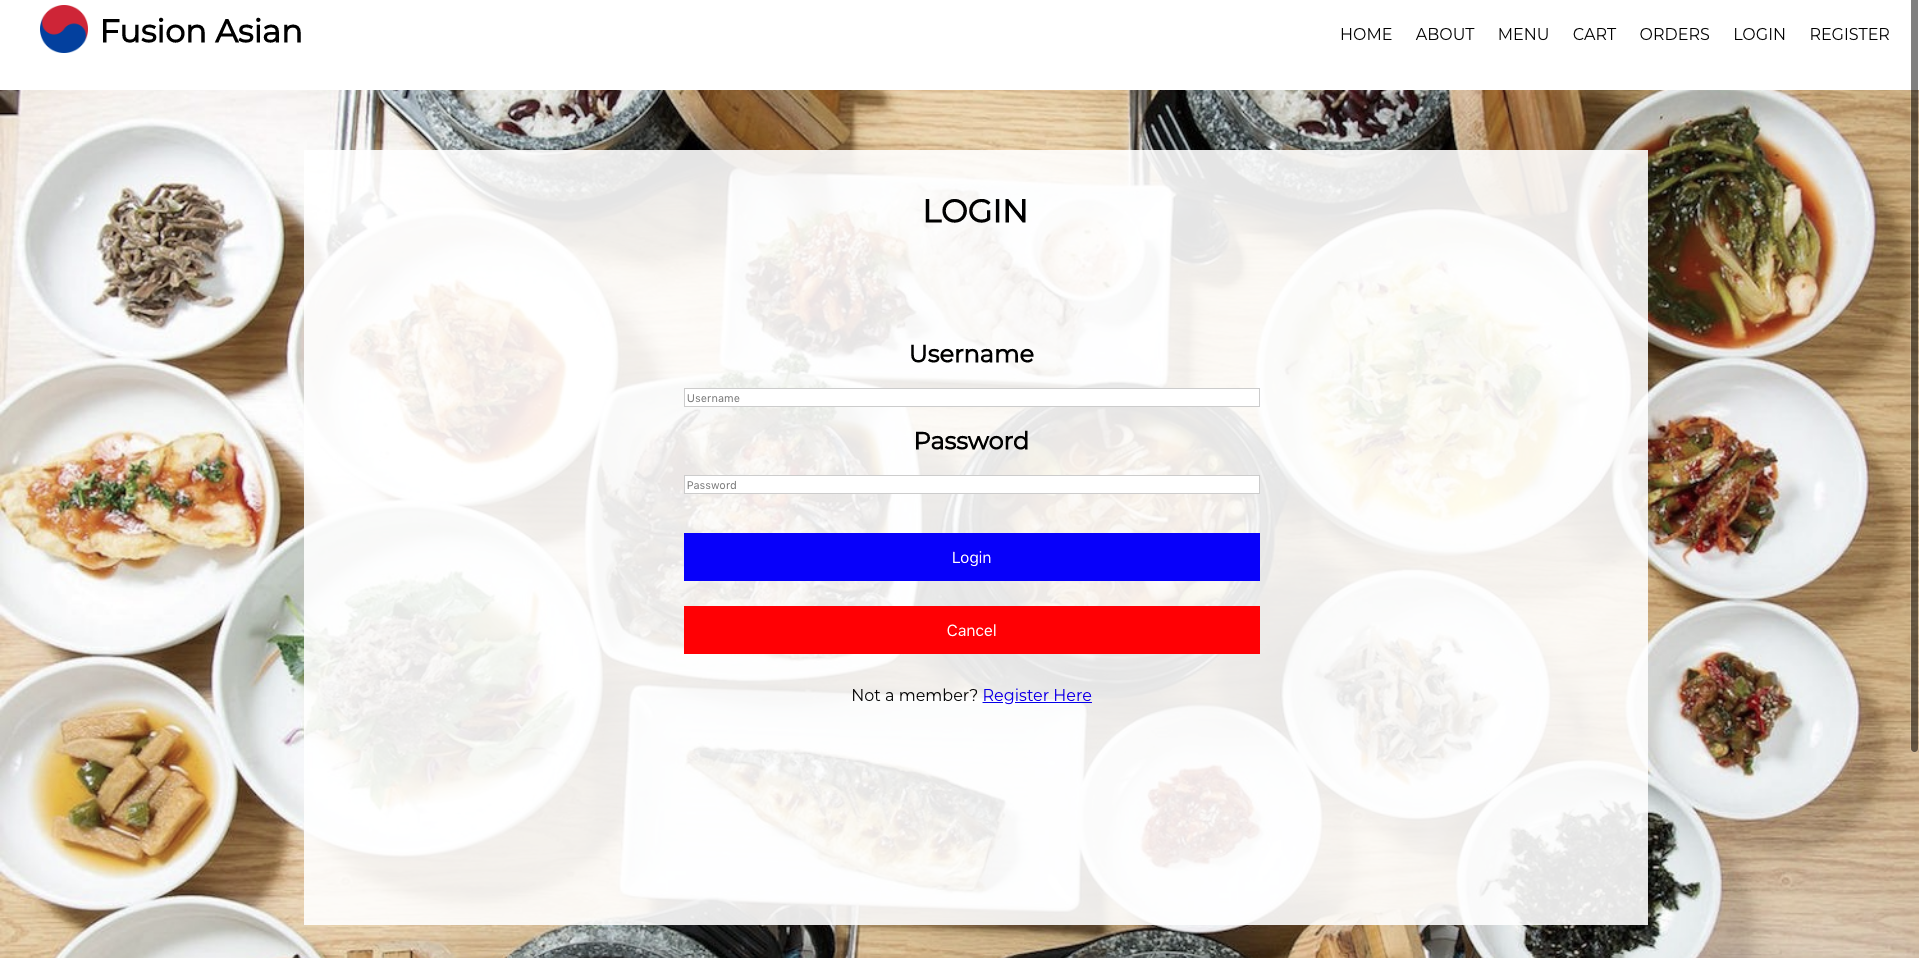 Fusion Asian
HOME ABOUT MENU CART ORDERS LOGIN REGISTER
LOGIN
Username
Username
Password
Password
Login
Cancel
Not a member? Register Here